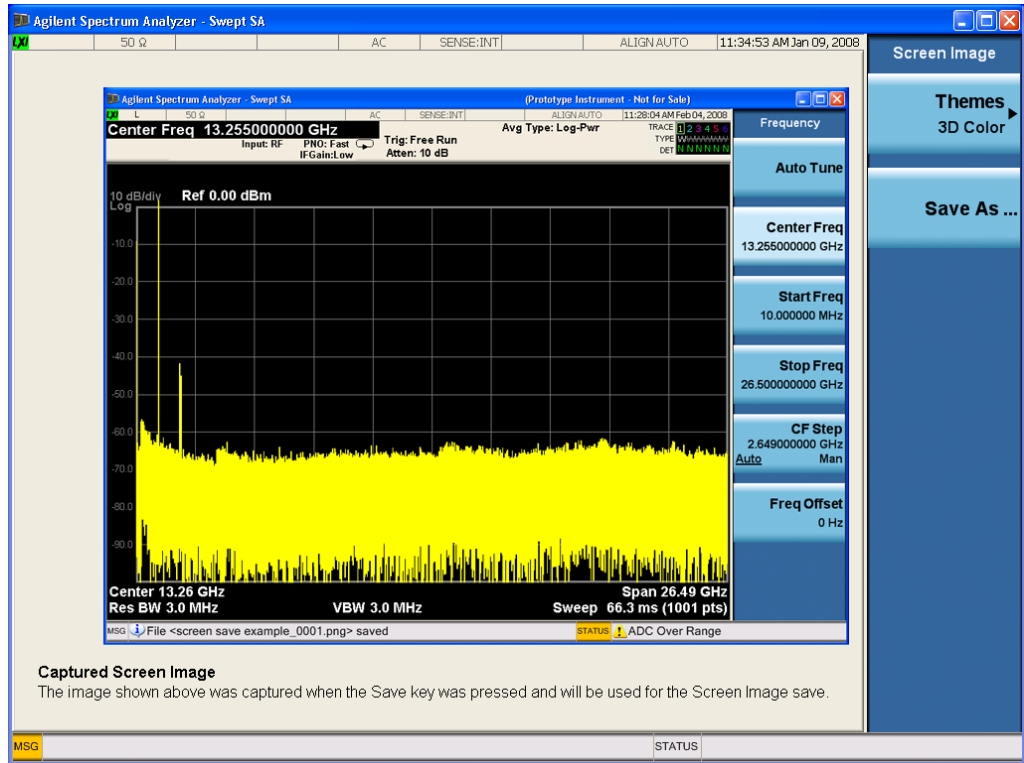 Agilent Spectrum Analyzer - Swept SA
LXI 50 Ω AC SENSE:INT ALIGN AUTO 11:34:53 AM Jan 09, 2008
Screen Image
Themes
3D Color
Save As ...
Agilent Spectrum Analyzer - Swept SA (Prototype Instrument - Not for Sale)
LXI L 50 Ω AC SENSE:INT ALIGN AUTO 11:28:04 AM Feb 04, 2008
Center Freq 13.255000000 GHz
Input: RF PNO: Fast
IFGain:Low
Trig: Free Run
Atten: 10 dB
Avg Type: Log-Pwr
TRACE 1 2 3 4 5 6
TYPE WWWWWW
DET N N N N N N
Frequency
Auto Tune
Center Freq
13.255000000 GHz
Start Freq
10.000000 MHz
Stop Freq
26.500000000 GHz
CF Step
2.649000000 GHz
Auto Man
Freq Offset
0 Hz
10 dB/div Ref 0.00 dBm
Log
-10.0
-20.0
-30.0
-40.0
-50.0
-60.0
-70.0
-80.0
-90.0
Center 13.26 GHz Span 26.49 GHz
Res BW 3.0 MHz VBW 3.0 MHz Sweep 66.3 ms (1001 pts)
MSG File <screen save example_0001.png> saved STATUS ADC Over Range
Captured Screen Image
The image shown above was captured when the Save key was pressed and will be used for the Screen Image save.
MSG STATUS